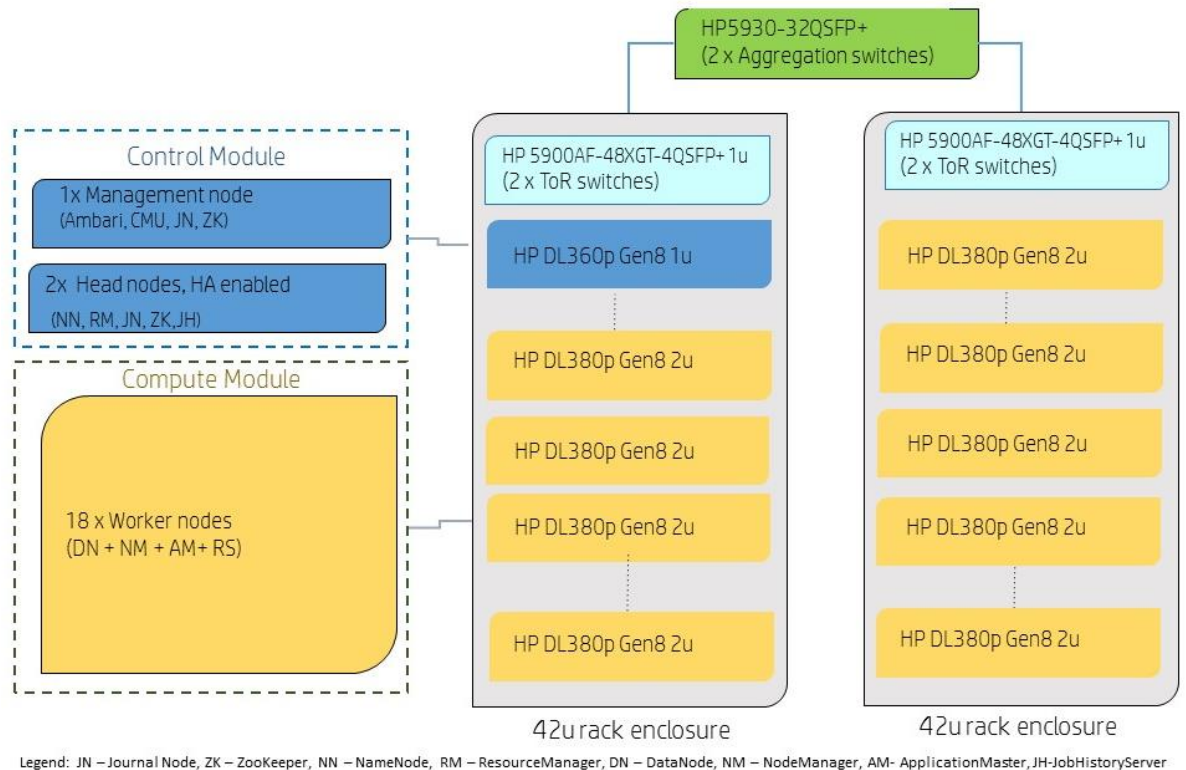 HP5930-32QSFP+
(2 x Aggregation switches)
Control Module
1x Management node
(Ambari, CMU, JN, ZK)
2x Head nodes, HA enabled
(NN, RM, JN, ZK,JH)
Compute Module
18 x Worker nodes
(DN + NM + AM+ RS)
HP 5900AF-48XGT-4QSFP+ 1u
(2 x ToR switches)
HP DL360p Gen8 1u
HP DL380p Gen8 2u
HP DL380p Gen8 2u
HP DL380p Gen8 2u
HP DL380p Gen8 2u
42u rack enclosure
HP 5900AF-48XGT-4QSFP+ 1u
(2 x ToR switches)
HP DL380p Gen8 2u
HP DL380p Gen8 2u
HP DL380p Gen8 2u
HP DL380p Gen8 2u
HP DL380p Gen8 2u
42u rack enclosure
Legend: JN – Journal Node, ZK – ZooKeeper, NN – NameNode, RM – ResourceManager, DN – DataNode, NM – NodeManager, AM- ApplicationMaster, JH-JobHistoryServer